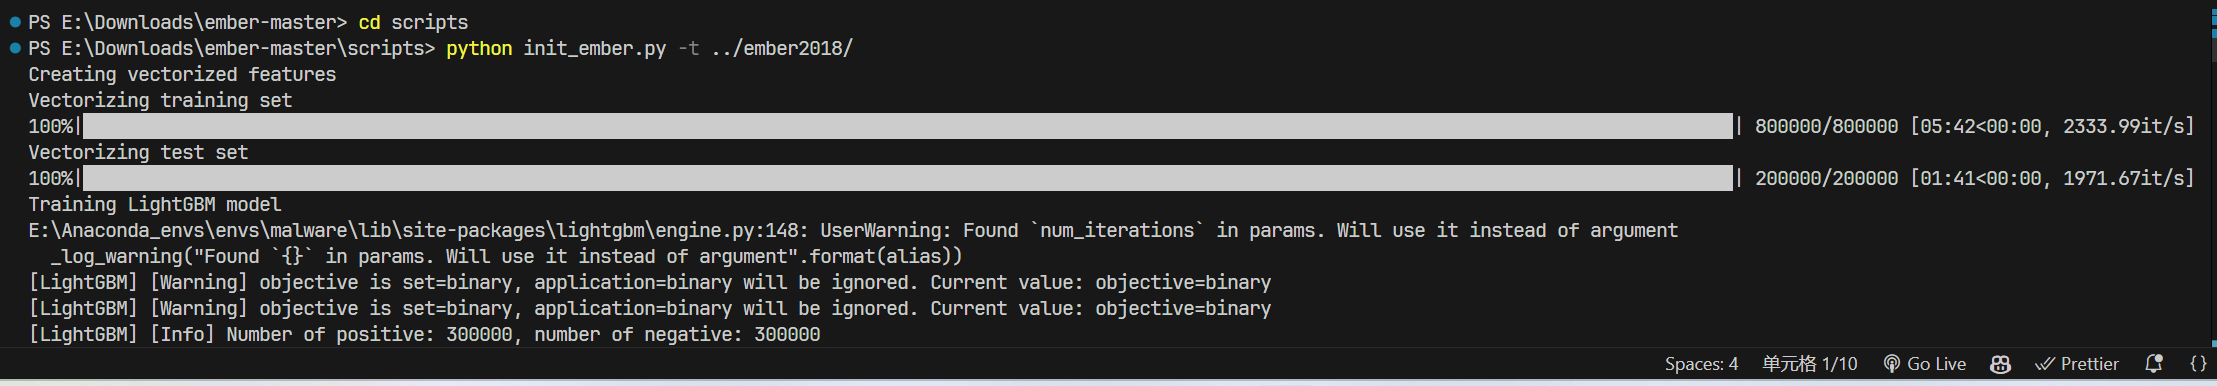 PS E:\Downloads\ember-master> cd scripts
PS E:\Downloads\ember-master\scripts> python init_ember.py -t ../ember2018/
Creating vectorized features
Vectorizing training set
100%| | 800000/800000 [05:42<00:00, 2333.99it/s]
Vectorizing test set
100%| | 200000/200000 [01:41<00:00, 1971.67it/s]
Training LightGBM model
E:\Anaconda_envs\envs\malware\lib\site-packages\lightgbm\engine.py:148: UserWarning: Found `num_iterations` in params. Will use it instead of argument
  _log_warning("Found `{}` in params. Will use it instead of argument".format(alias))
[LightGBM] [Warning] objective is set=binary, application=binary will be ignored. Current value: objective=binary
[LightGBM] [Warning] objective is set=binary, application=binary will be ignored. Current value: objective=binary
[LightGBM] [Info] Number of positive: 300000, number of negative: 300000
Spaces: 4 单元格 1/10 Go Live Prettier {}